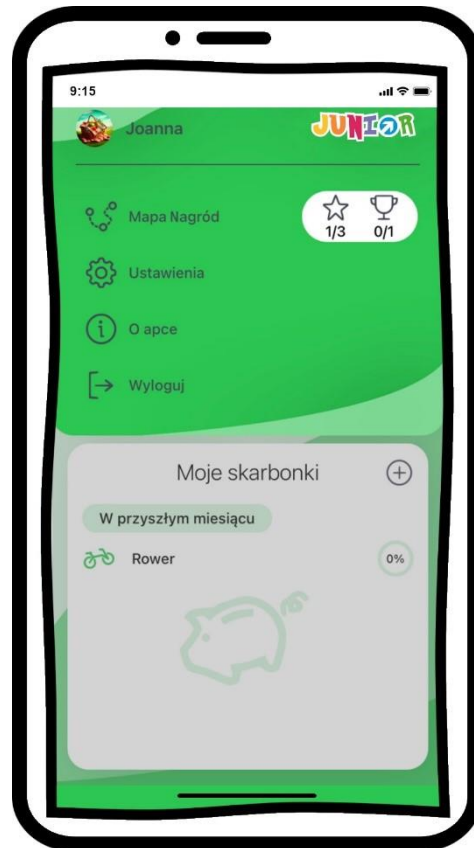 9:15
Joanna
JUNIOR
Mapa Nagród
1/3
0/1
Ustawienia
O apce
Wyloguj
Moje skarbonki
W przyszłym miesiącu
Rower
0%